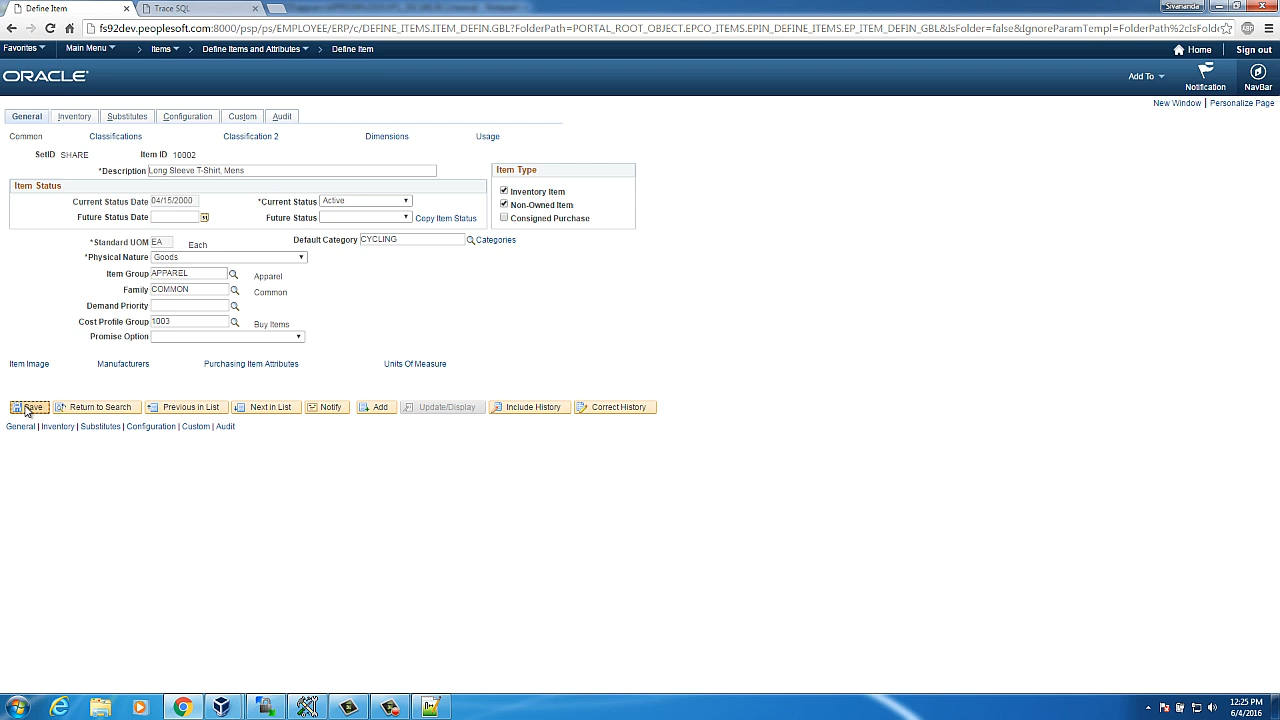 Define Item
Trace SQL
Sivananda
fs92dev.peoplesoft.com:8000/psp/ps/EMPLOYEE/ERP/c/DEFINE_ITEMS.ITEM_DEFIN.GBL?FolderPath=PORTAL_ROOT_OBJECT.EPCO_ITEMS.EPIN_DEFINE_ITEMS.EP_ITEM_DEFIN_GBL&IsFolder=false&IgnoreParamTempl=FolderPath%2cIsFolde
Favorites Main Menu Items Define Items and Attributes Define Item Home Sign out
ORACLE
Add To Notification NavBar
New Window | Personalize Page
General Inventory Substitutes Configuration Custom Audit
Common Classifications Classification 2 Dimensions Usage
SetID SHARE Item ID 10002
*Description Long Sleeve T-Shirt, Mens
Item Type
Inventory Item
Non-Owned Item
Consigned Purchase
Item Status
Current Status Date 04/15/2000 *Current Status Active
Future Status Date Future Status Copy Item Status
*Standard UOM EA Each Default Category CYCLING Categories
*Physical Nature Goods
Item Group APPAREL Apparel
Family COMMON Common
Demand Priority
Cost Profile Group 1003 Buy Items
Promise Option
Item Image Manufacturers Purchasing Item Attributes Units Of Measure
Save Return to Search Previous in List Next in List Notify Add Update/Display Include History Correct History
General | Inventory | Substitutes | Configuration | Custom | Audit
12:25 PM
6/4/2016